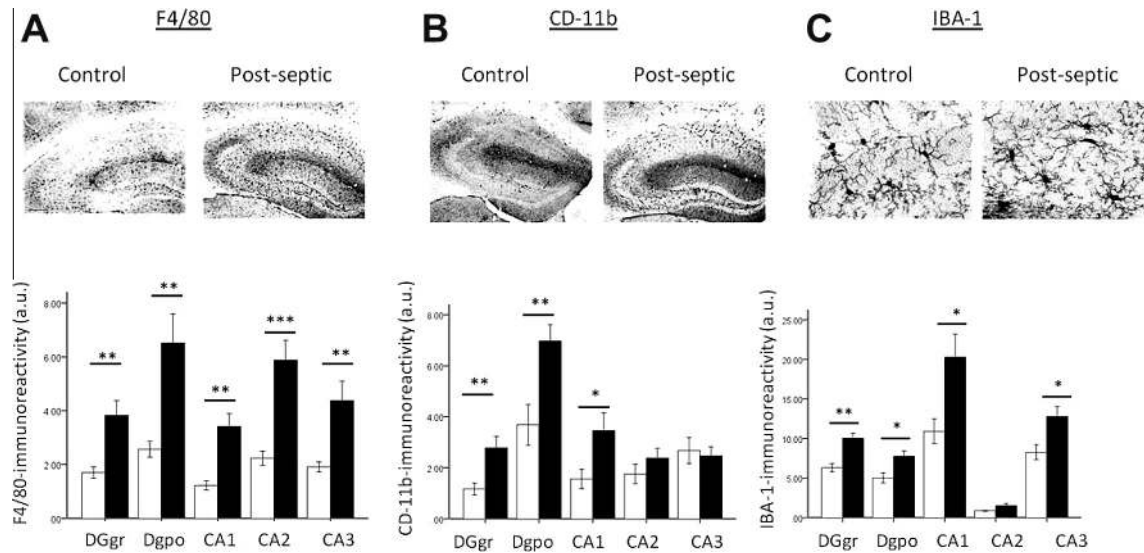 A
F4/80
Control
Post-septic
B
CD-11b
Control
Post-septic
C
IBA-1
Control
Post-septic
F4/80-immunoreactivity (a.u.)
8.00
6.00
4.00
2.00
.00
**
**
**
***
**
DGgr
Dgpo
CA1
CA2
CA3
CD-11b-immunoreactivity (a.u.)
8.00
6.00
4.00
2.00
.00
**
**
*
DGgr
Dgpo
CA1
CA2
CA3
IBA-1-immunoreactivity (a.u.)
25.00
20.00
15.00
10.00
5.00
.00
**
*
*
*
DGgr
Dgpo
CA1
CA2
CA3